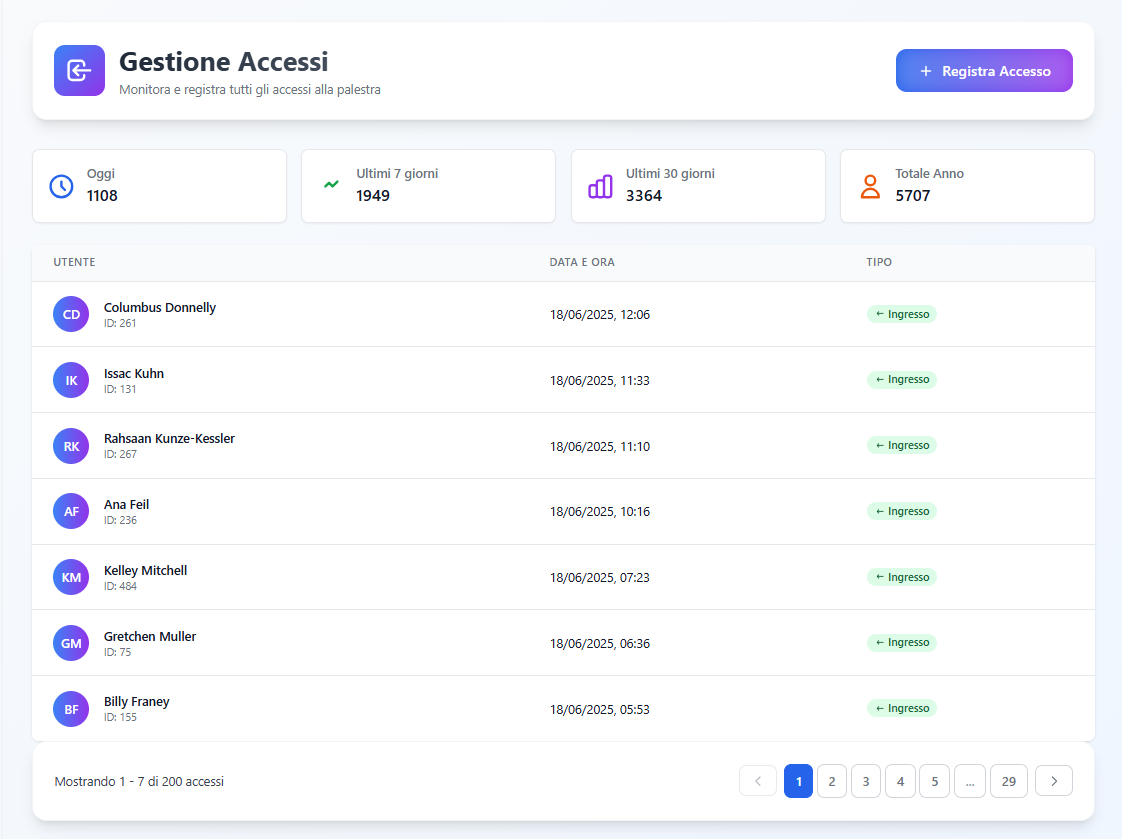 Gestione Accessi
Monitora e registra tutti gli accessi alla palestra
+ Registra Accesso
Oggi
1108
Ultimi 7 giorni
1949
Ultimi 30 giorni
3364
Totale Anno
5707
UTENTE DATA E ORA TIPO
CD Columbus Donnelly 18/06/2025, 12:06 ← Ingresso
ID: 261
IK Issac Kuhn 18/06/2025, 11:33 ← Ingresso
ID: 131
RK Rahsaan Kunze-Kessler 18/06/2025, 11:10 ← Ingresso
ID: 267
AF Ana Feil 18/06/2025, 10:16 ← Ingresso
ID: 236
KM Kelley Mitchell 18/06/2025, 07:23 ← Ingresso
ID: 484
GM Gretchen Muller 18/06/2025, 06:36 ← Ingresso
ID: 75
BF Billy Franey 18/06/2025, 05:53 ← Ingresso
ID: 155
Mostrando 1 - 7 di 200 accessi < 1 2 3 4 5 ... 29 >